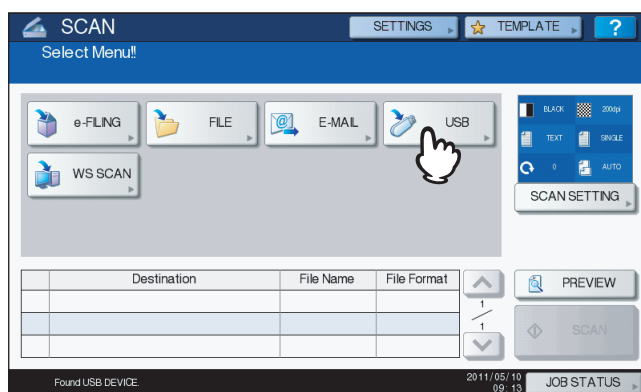 SCAN
SETTINGS
TEMPLATE
?
Select Menu!!
e-FILING
FILE
E-MAIL
USB
WS SCAN
BLACK
200dpi
TEXT
SINGLE
0
AUTO
SCAN SETTING
Destination
File Name
File Format
1
1
PREVIEW
SCAN
Found USB DEVICE.
2011/05/10
09:13
JOB STATUS